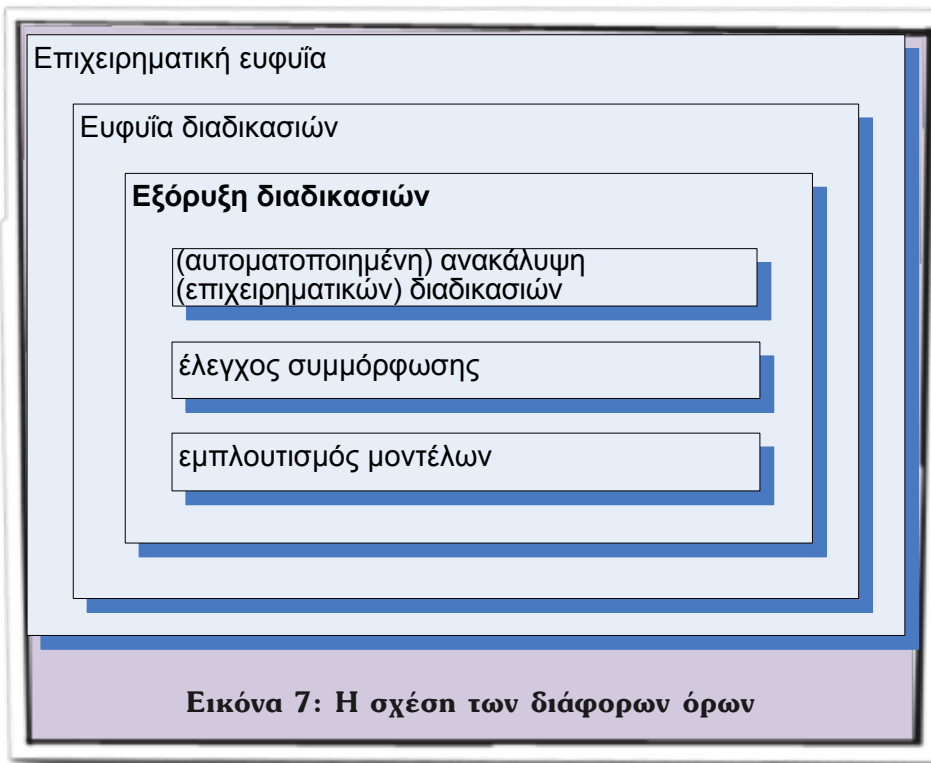 Επιχειρηματική ευφυΐα
Ευφυΐα διαδικασιών
Εξόρυξη διαδικασιών
(αυτοματοποιημένη) ανακάλυψη
(επιχειρηματικών) διαδικασιών
έλεγχος συμμόρφωσης
εμπλουτισμός μοντέλων
Εικόνα 7: Η σχέση των διάφορων όρων